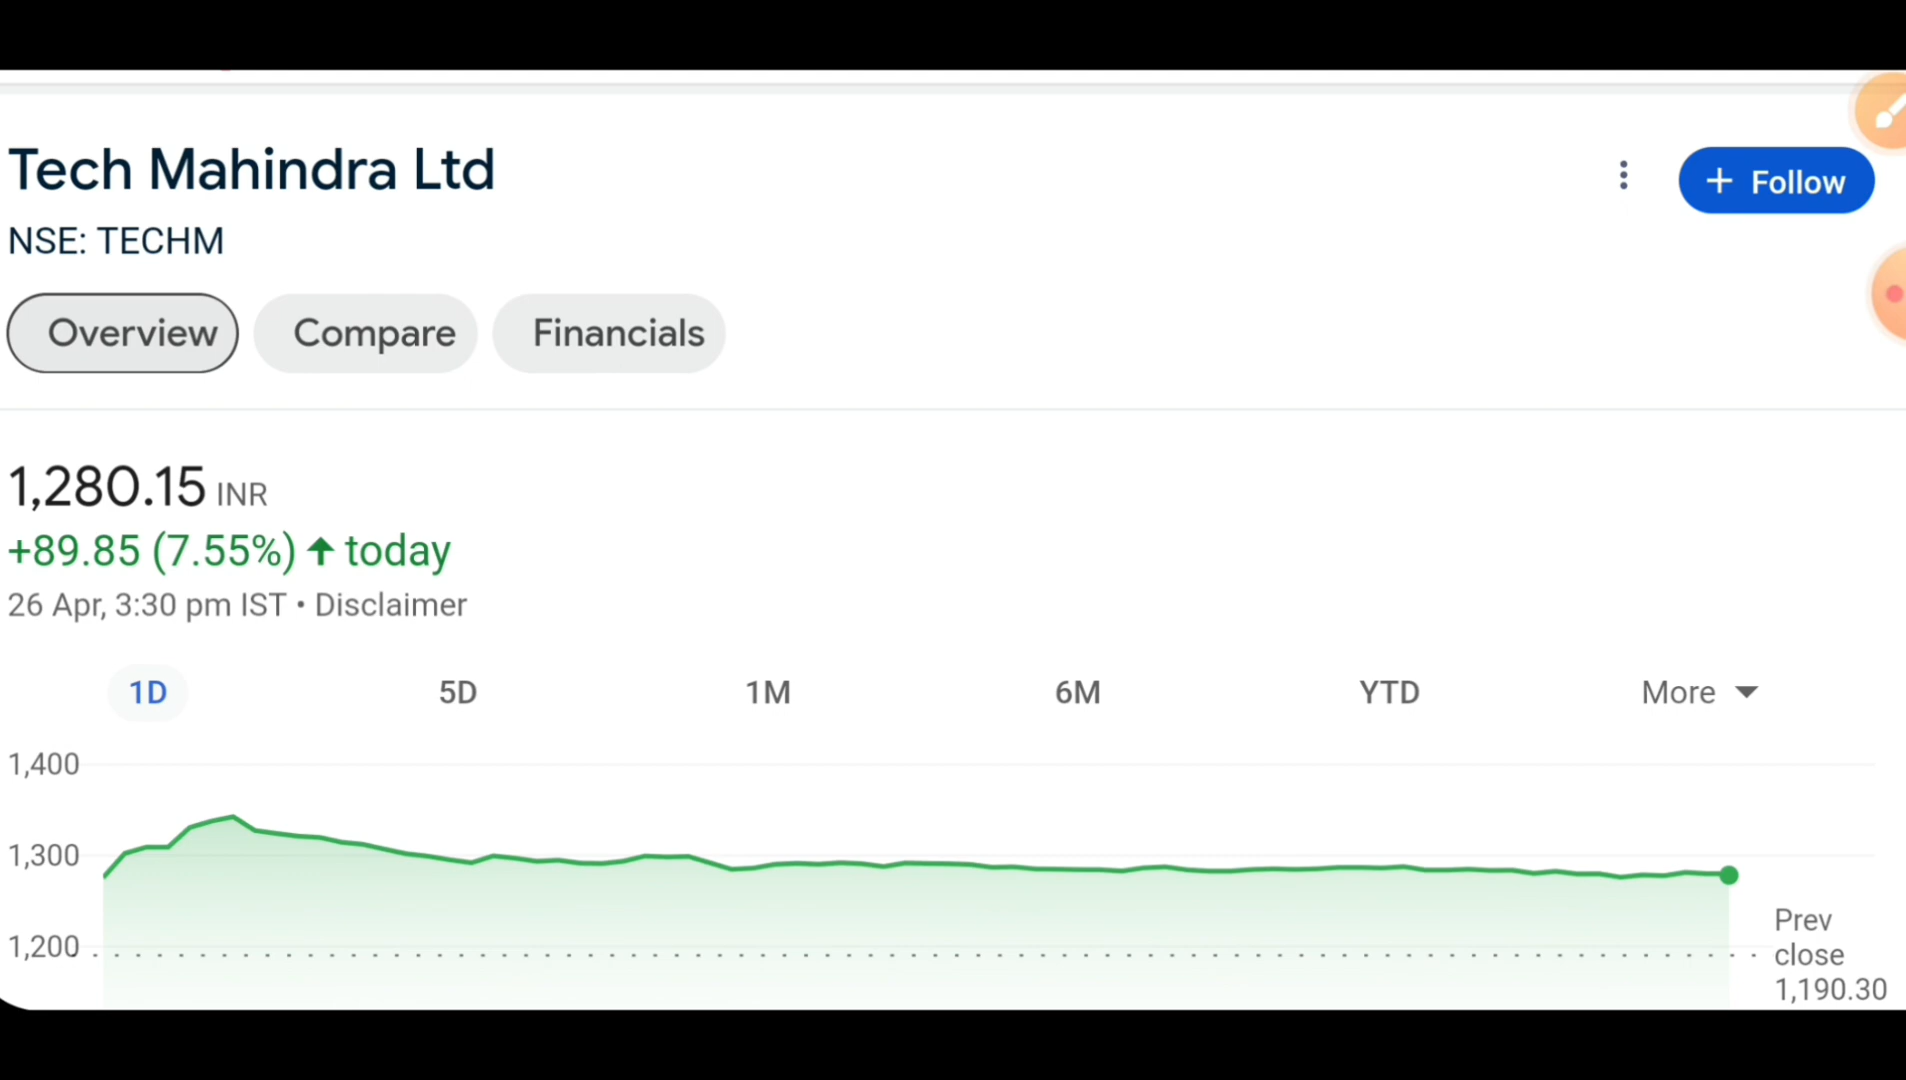 Tech Mahindra Ltd
+ Follow
NSE: TECHM
Overview Compare Financials
1,280.15 INR
+89.85 (7.55%) ↑ today
26 Apr, 3:30 pm IST • Disclaimer
1D 5D 1M 6M YTD More
1,400
1,300
1,200
Prev
close
1,190.30